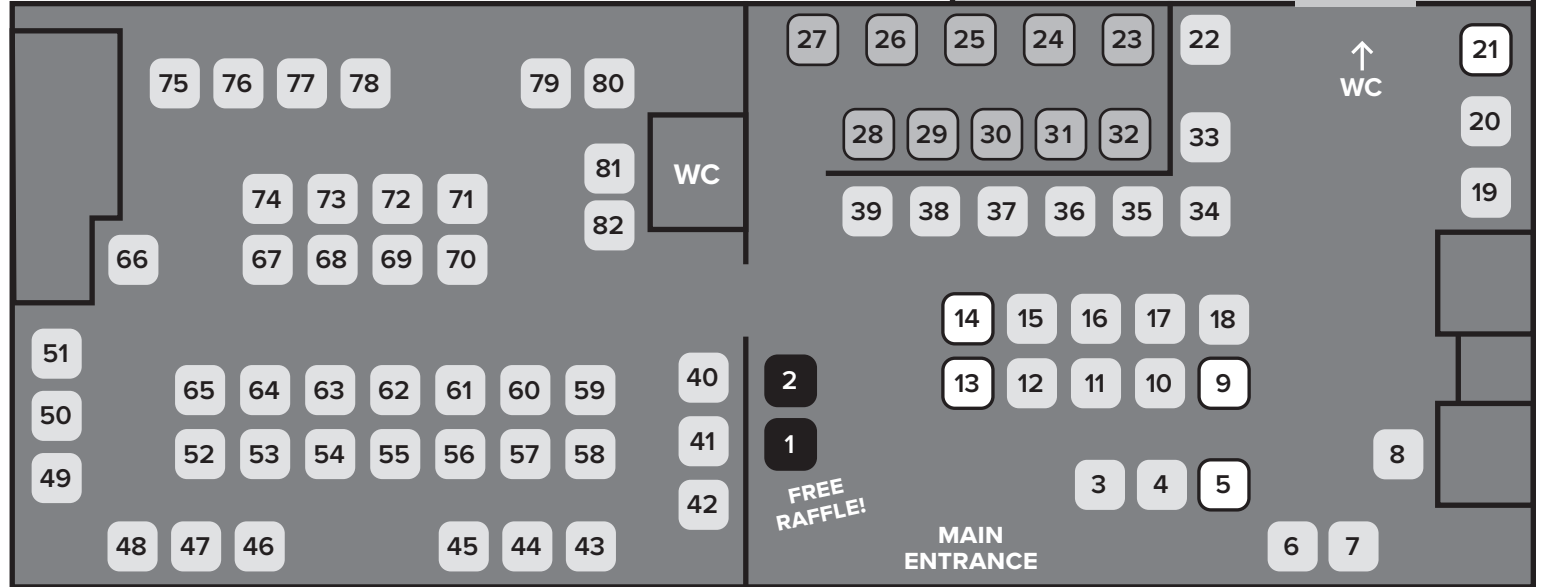 27 26 25 24 23 22
21
75 76 77 78 79 80
↑
WC
20
28 29 30 31 32 33
81
WC
74 73 72 71
19
82
39 38 37 36 35 34
66 67 68 69 70
14 15 16 17 18
51
40
2
13 12 11 10 9
65 64 63 62 61 60 59
50
41
1
52 53 54 55 56 57 58
8
49
3 4 5
FREE
RAFFLE!
42
48 47 46 45 44 43
MAIN
ENTRANCE
6 7